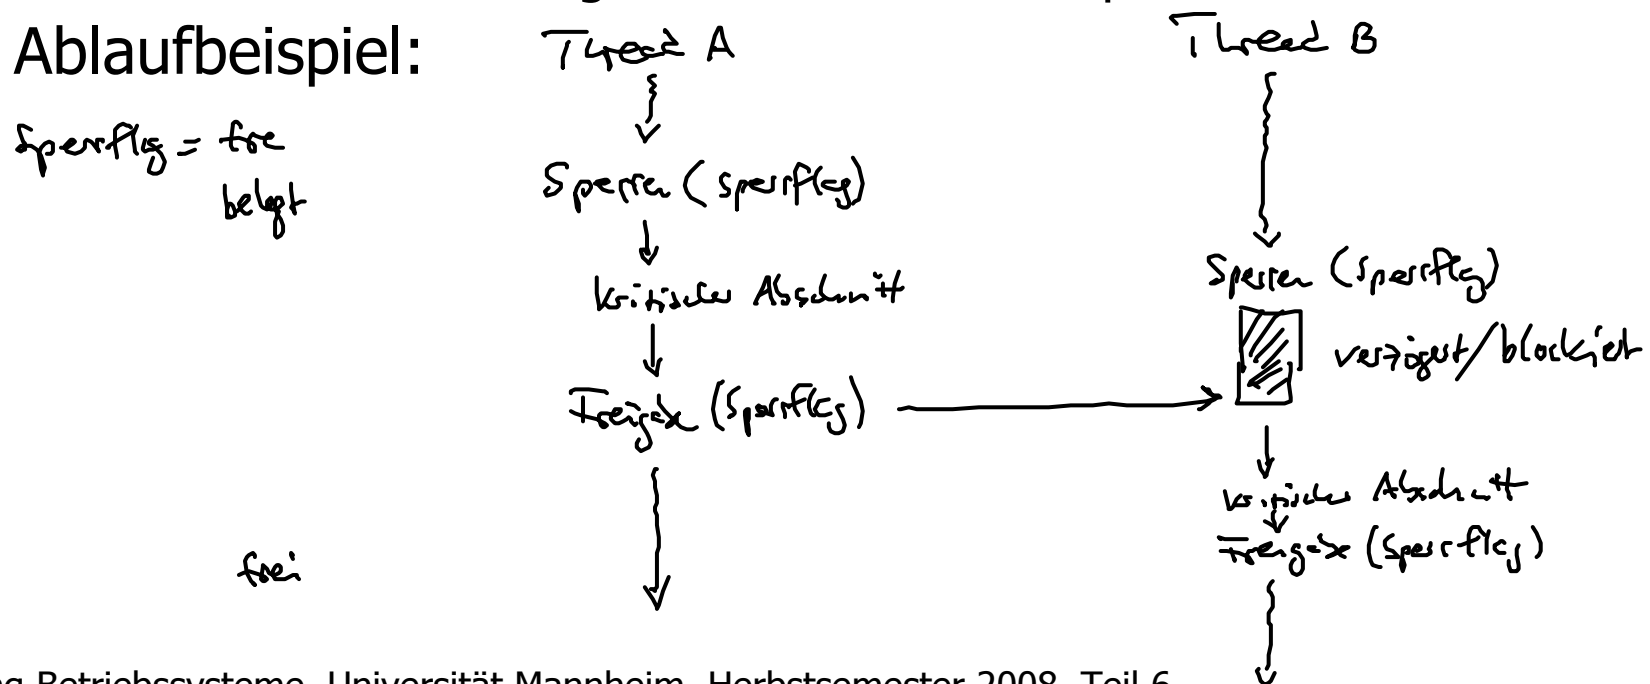 Ablaufbeispiel:
Thread A
Thread B
Sperrflag = frei
belegt
Sperren (Sperrflag)
Sperren (Sperrflag)
kritischer Abschnitt
verzögert/blockiert
Freigabe (Sperrflag)
kritischer Abschnitt
Freigabe (Sperrflag)
frei
Betriebssysteme, Universität Mannheim, Herbstsemester 2008, Teil 6